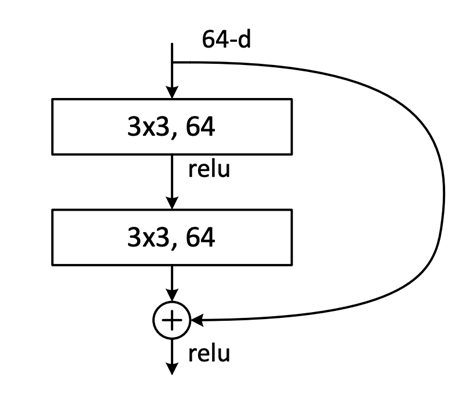 64-d
3x3, 64
relu
3x3, 64
+
relu